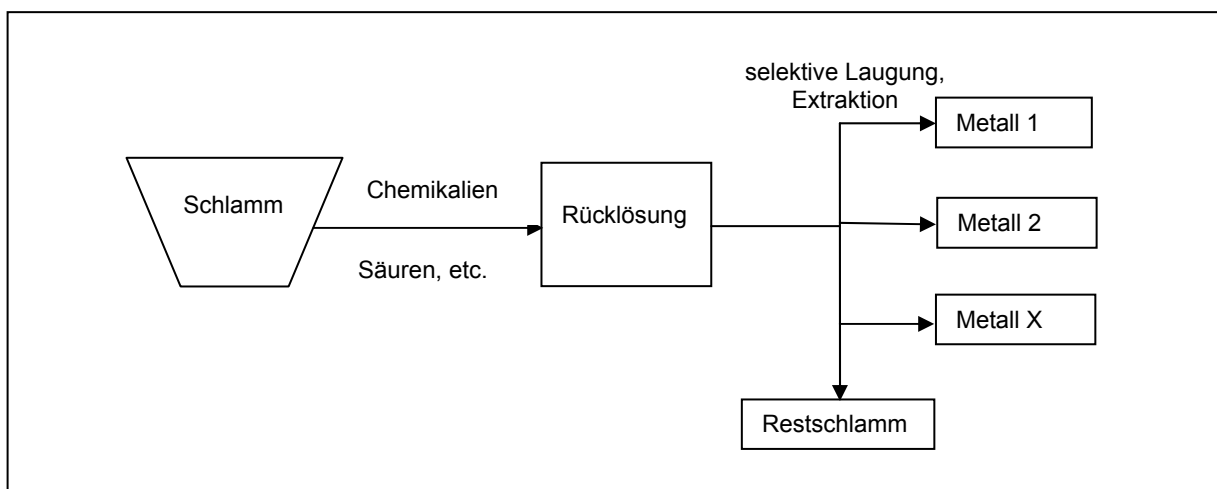 selektive Laugung,
Extraktion
Metall 1
Schlamm
Chemikalien
Rücklösung
Metall 2
Säuren, etc.
Metall X
Restschlamm